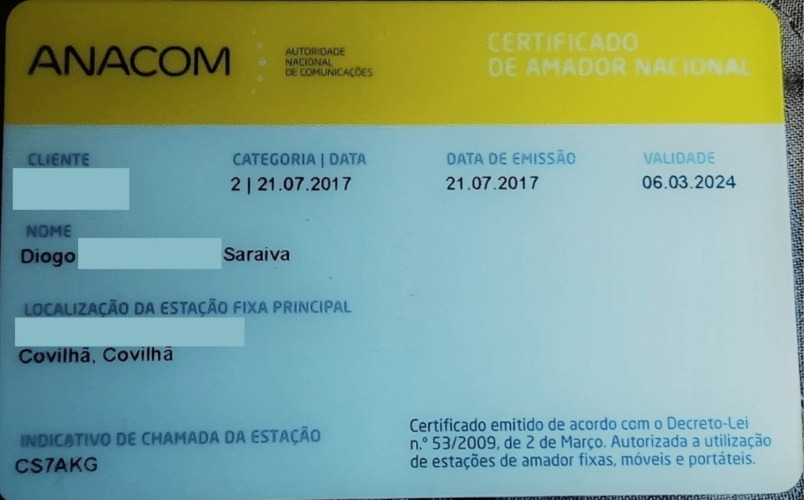 ANACOM
AUTORIDADE
NACIONAL
DE COMUNICAÇÕES
CERTIFICADO
DE AMADOR NACIONAL
CLIENTE
CATEGORIA | DATA
2 | 21.07.2017
DATA DE EMISSÃO
21.07.2017
VALIDADE
06.03.2024
NOME
Diogo Saraiva
LOCALIZAÇÃO DA ESTAÇÃO FIXA PRINCIPAL
Covilhã, Covilhã
INDICATIVO DE CHAMADA DA ESTAÇÃO
CS7AKG
Certificado emitido de acordo com o Decreto-Lei
n.º 53/2009, de 2 de Março. Autorizada a utilização
de estações de amador fixas, móveis e portáteis.